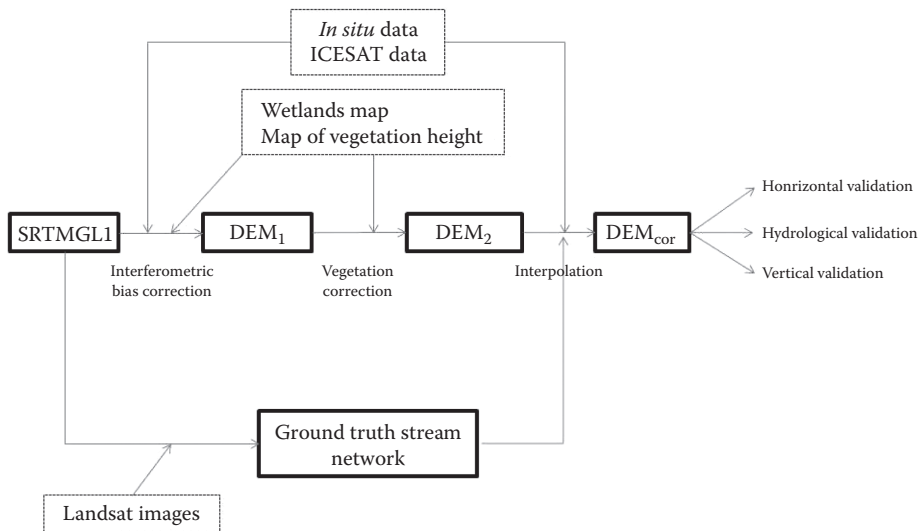 In situ data
ICESAT data
Wetlands map
Map of vegetation height
Honrizontal validation
SRTMGL1
DEM1
DEM2
DEMcor
Hydrological validation
Interferometric
bias correction
Vegetation
correction
Interpolation
Vertical validation
Ground truth stream
network
Landsat images